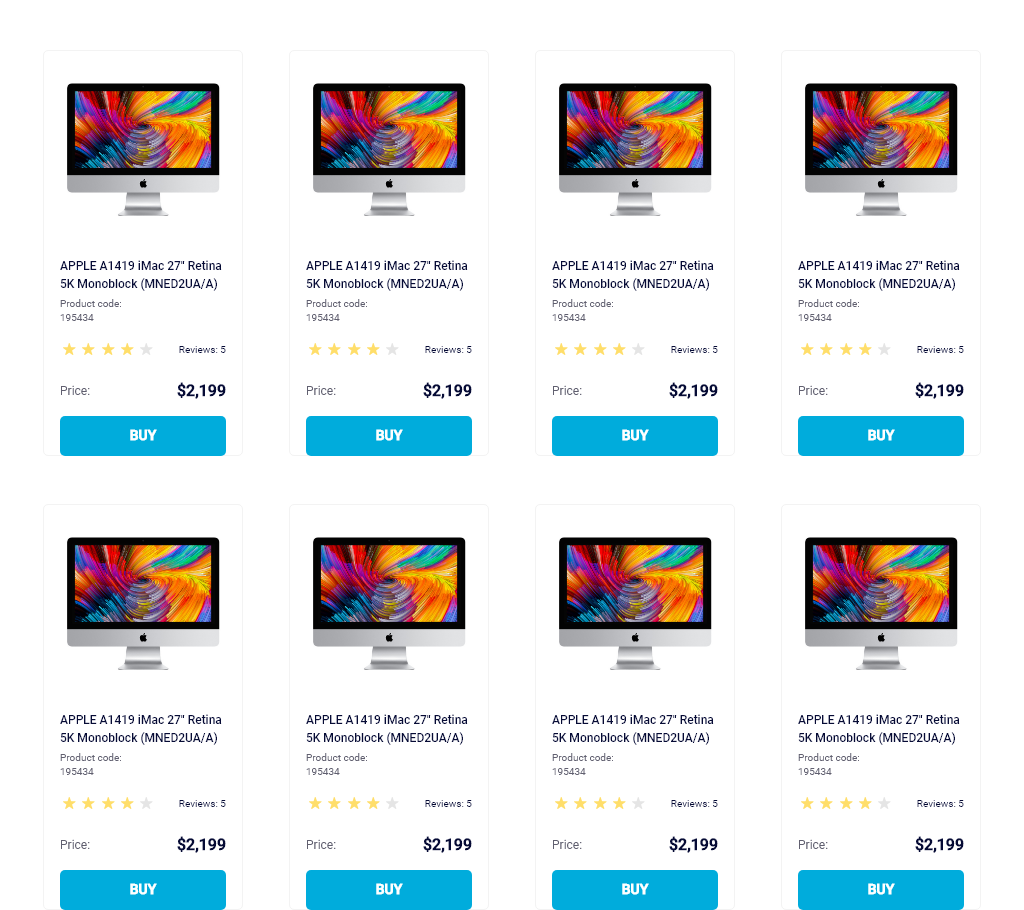 APPLE A1419 iMac 27" Retina
5K Monoblock (MNED2UA/A)
Product code:
195434
Reviews: 5
Price: $2,199
BUY
APPLE A1419 iMac 27" Retina
5K Monoblock (MNED2UA/A)
Product code:
195434
Reviews: 5
Price: $2,199
BUY
APPLE A1419 iMac 27" Retina
5K Monoblock (MNED2UA/A)
Product code:
195434
Reviews: 5
Price: $2,199
BUY
APPLE A1419 iMac 27" Retina
5K Monoblock (MNED2UA/A)
Product code:
195434
Reviews: 5
Price: $2,199
BUY
APPLE A1419 iMac 27" Retina
5K Monoblock (MNED2UA/A)
Product code:
195434
Reviews: 5
Price: $2,199
BUY
APPLE A1419 iMac 27" Retina
5K Monoblock (MNED2UA/A)
Product code:
195434
Reviews: 5
Price: $2,199
BUY
APPLE A1419 iMac 27" Retina
5K Monoblock (MNED2UA/A)
Product code:
195434
Reviews: 5
Price: $2,199
BUY
APPLE A1419 iMac 27" Retina
5K Monoblock (MNED2UA/A)
Product code:
195434
Reviews: 5
Price: $2,199
BUY